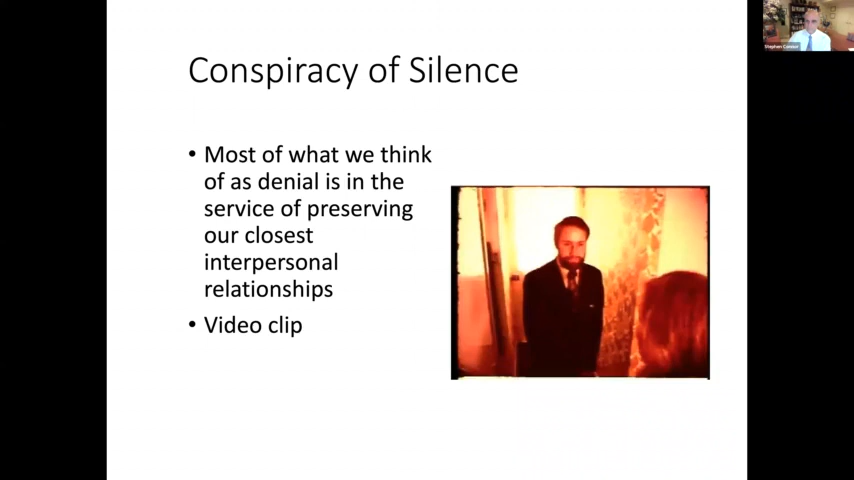 Conspiracy of Silence
• Most of what we think
of as denial is in the
service of preserving
our closest
interpersonal
relationships
• Video clip